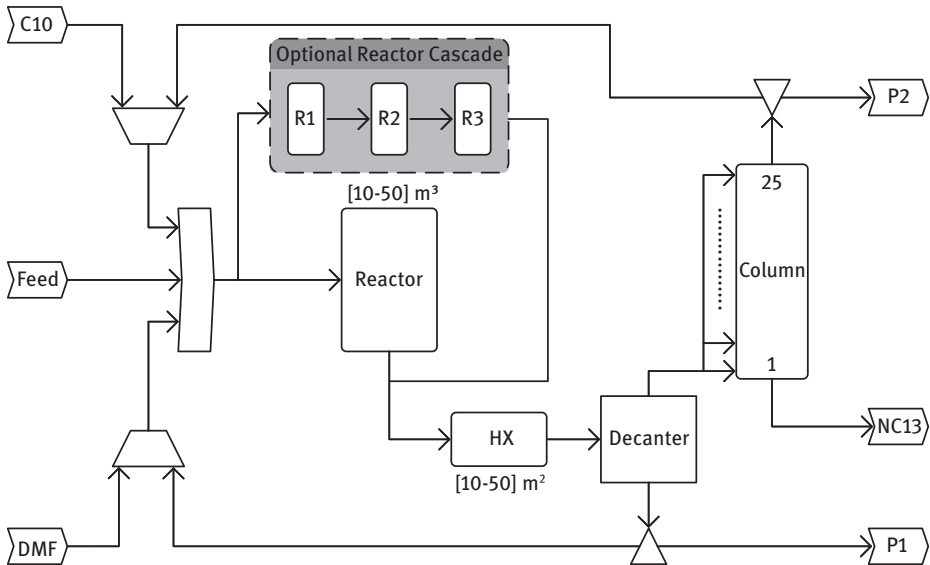 C10
Optional Reactor Cascade
R1
R2
R3
P2
[10-50] m³
25
Feed
Reactor
Column
1
HX
Decanter
NC13
[10-50] m²
DMF
P1